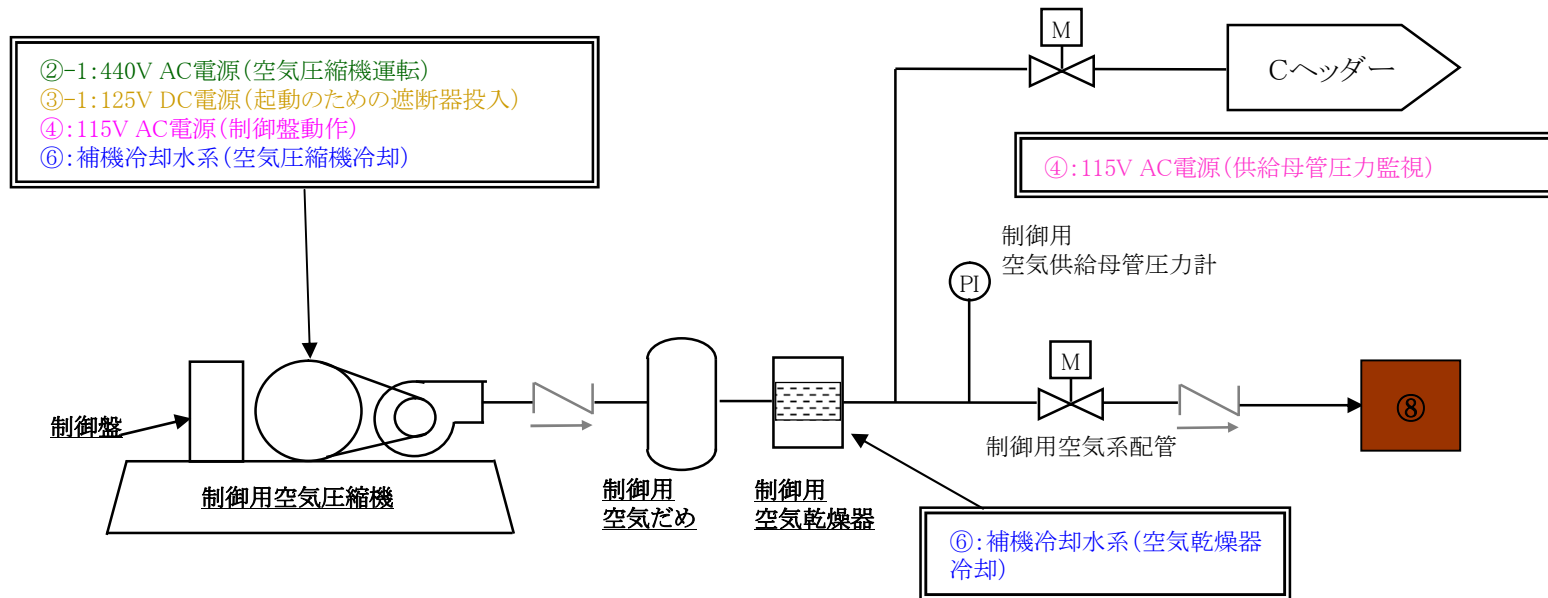 ②-1:440V AC電源(空気圧縮機運転)
③-1:125V DC電源(起動のための遮断器投入)
④:115V AC電源(制御盤動作)
⑥:補機冷却水系(空気圧縮機冷却)
M
Cヘッダー
④:115V AC電源(供給母管圧力監視)
制御用
空気供給母管圧力計
PI
M
⑧
制御盤
制御用空気系配管
制御用空気圧縮機
制御用
空気だめ
制御用
空気乾燥器
⑥:補機冷却水系(空気乾燥器
冷却)